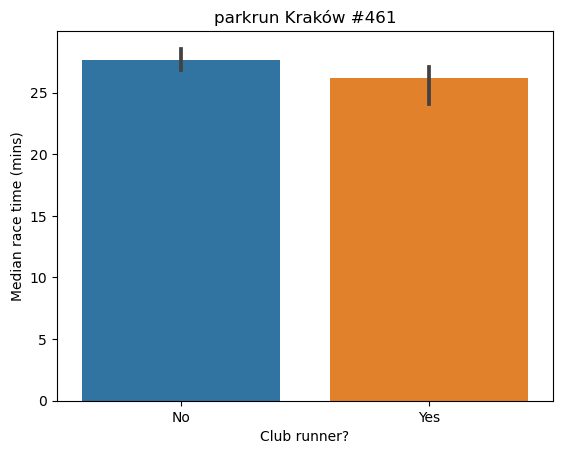 parkrun Kraków #461
Median race time (mins)
25
20
15
10
5
0
No
Yes
Club runner?